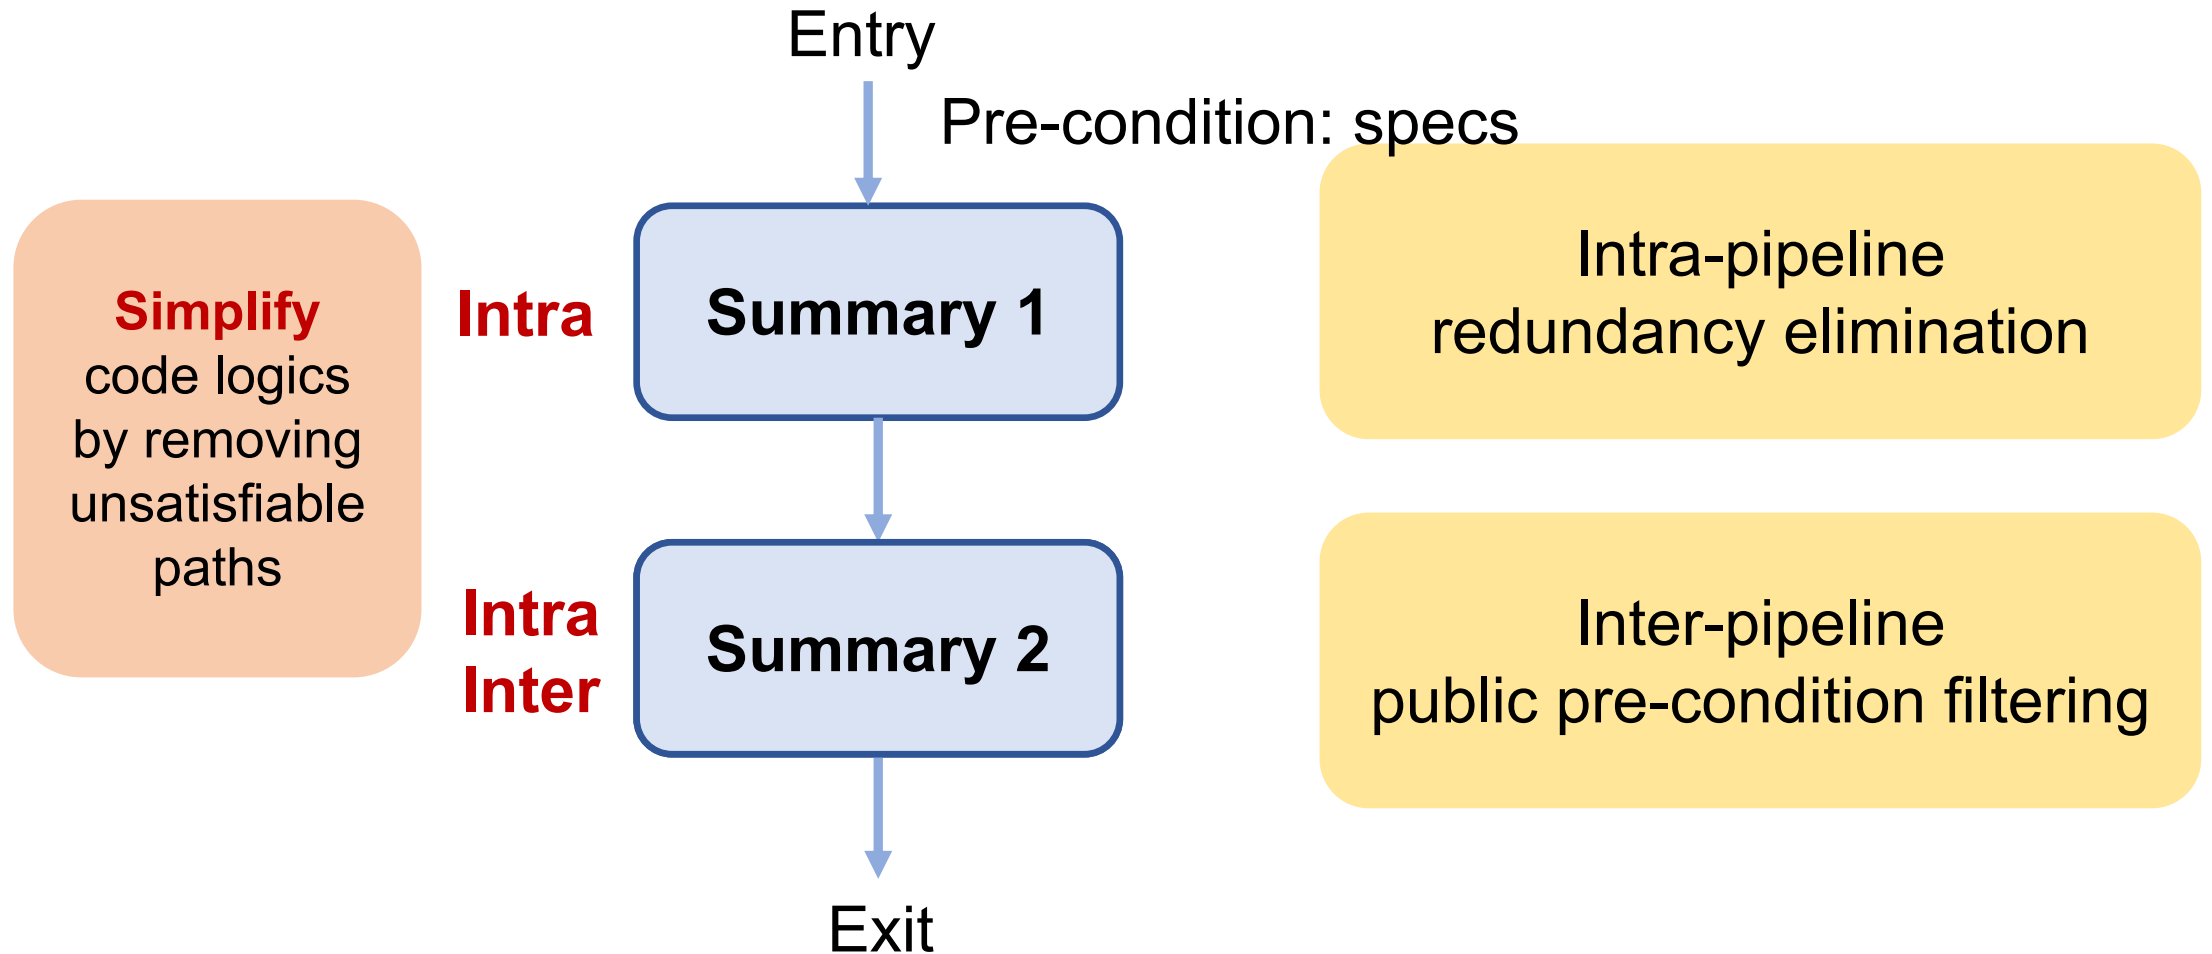 Entry
Pre-condition: specs
Simplify
code logics
by removing
unsatisfiable
paths
Intra
Summary 1
Intra-pipeline
redundancy elimination
Intra
Inter
Summary 2
Inter-pipeline
public pre-condition filtering
Exit